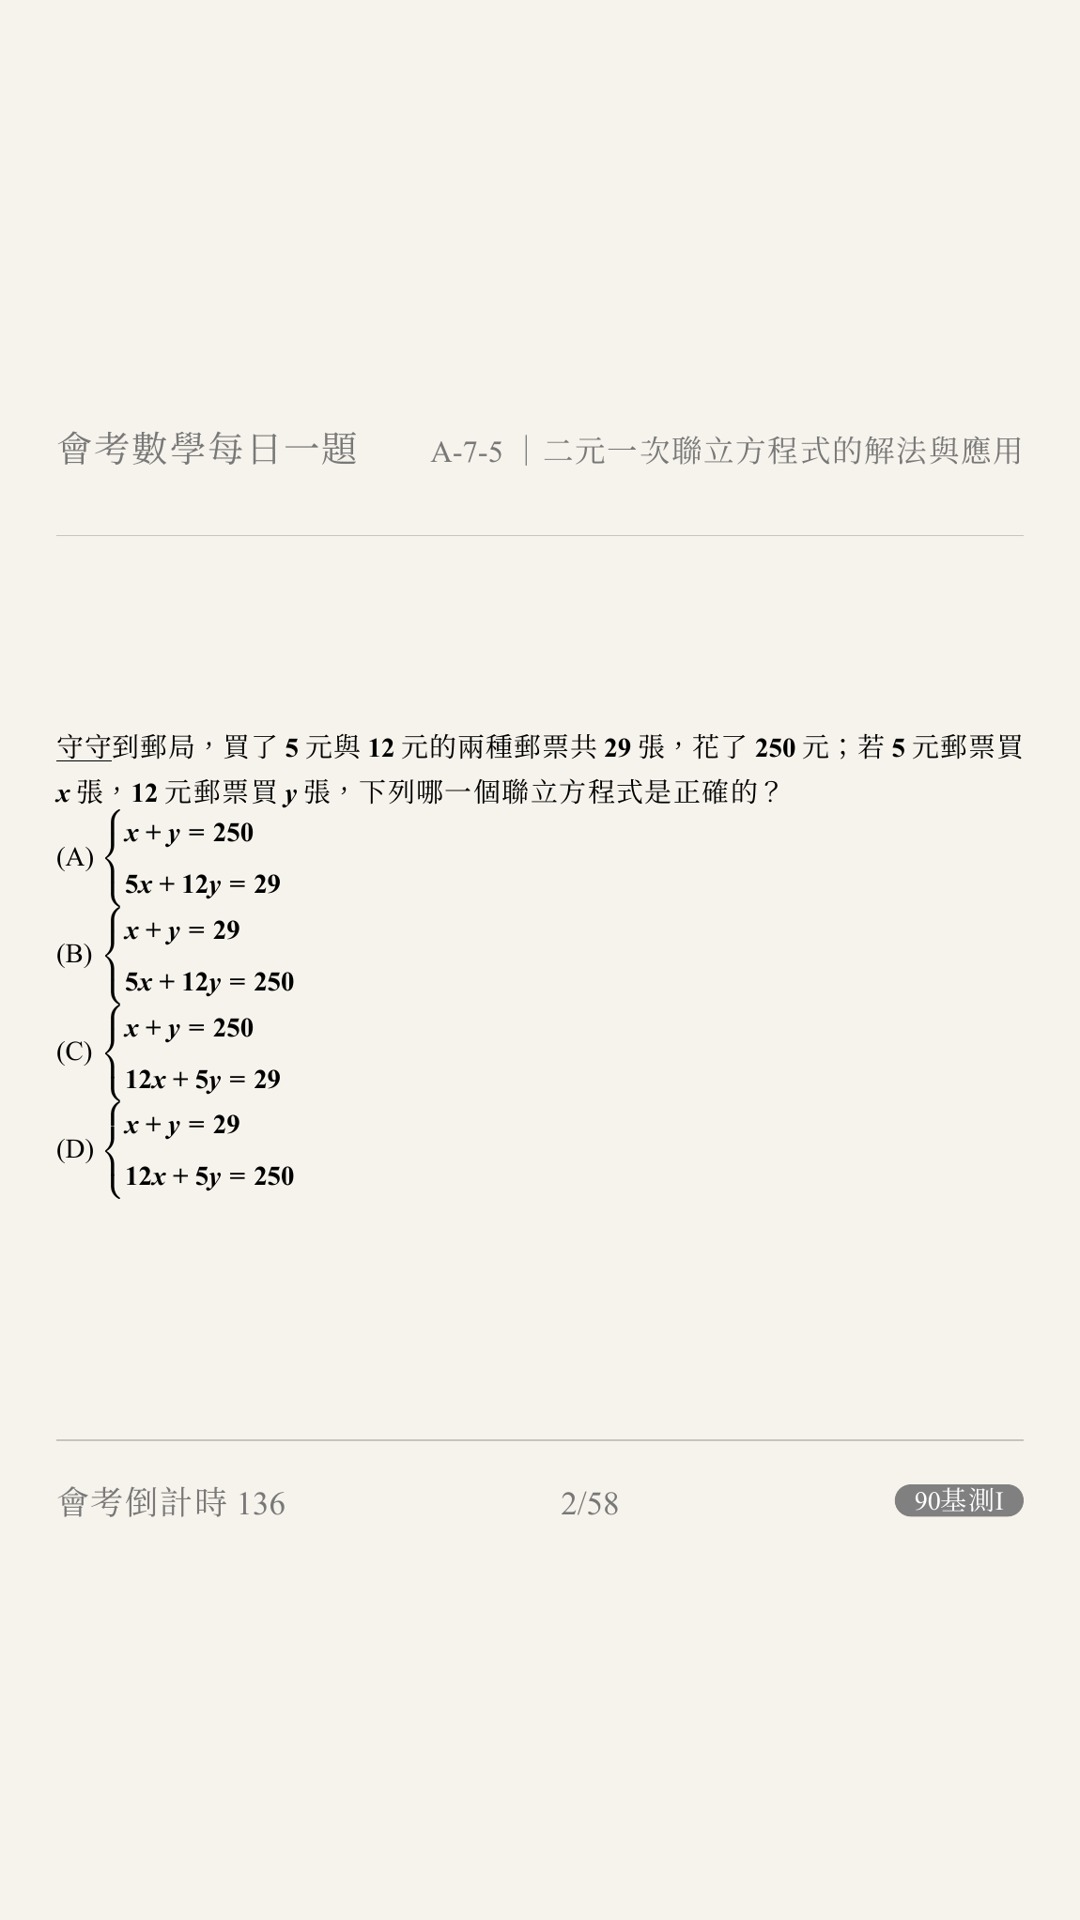 會考數學每日一題 A-7-5｜二元一次聯立方程式的解法與應用
守守到郵局，買了 5 元與 12 元的兩種郵票共 29 張，花了 250 元；若 5 元郵票買
x 張，12 元郵票買 y 張，下列哪一個聯立方程式是正確的？
(A) { x + y = 250
5x + 12y = 29
(B) { x + y = 29
5x + 12y = 250
(C) { x + y = 250
12x + 5y = 29
(D) { x + y = 29
12x + 5y = 250
會考倒計時 136 2/58 90基測I